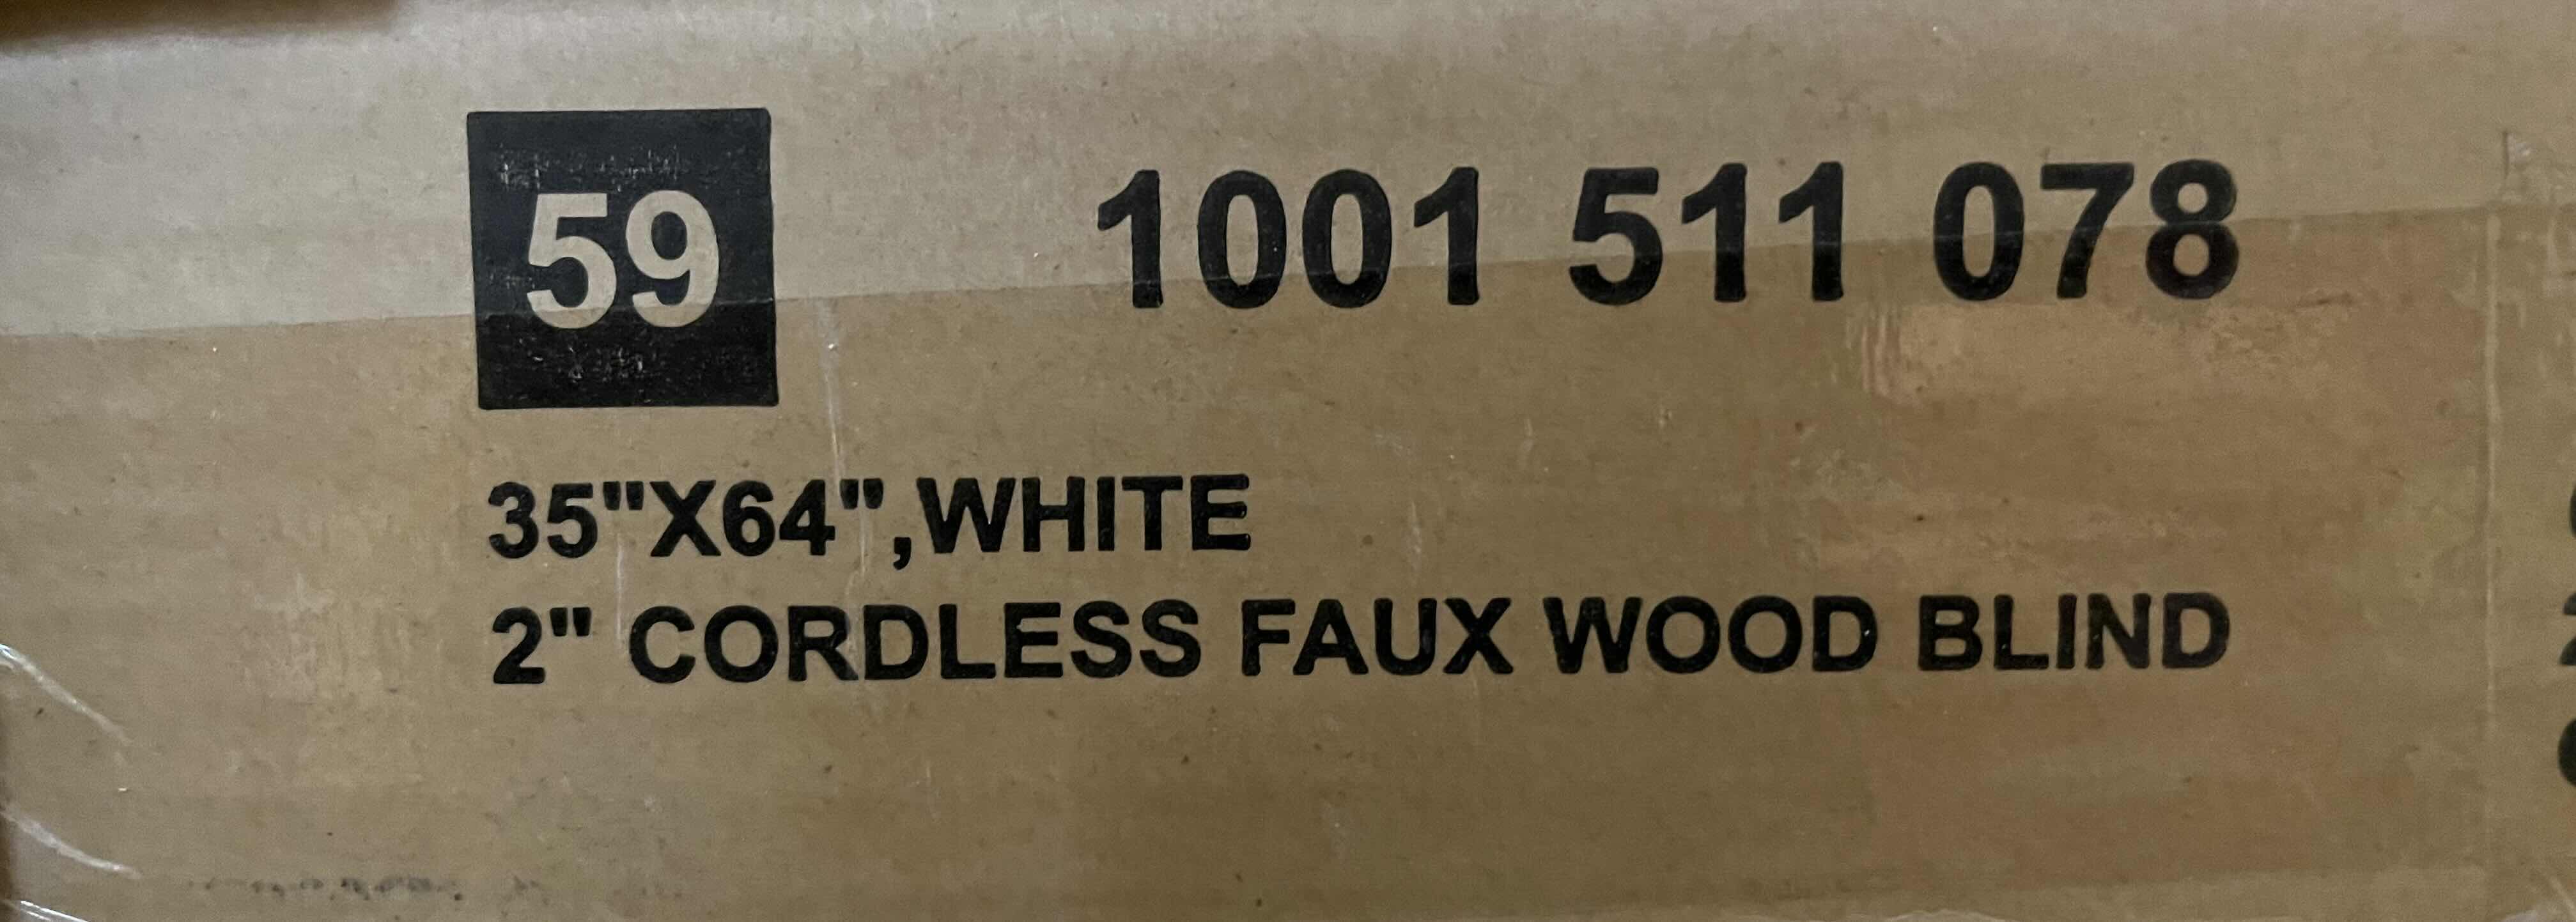 59
1001 511 078
35"X64",WHITE
2" CORDLESS FAUX WOOD BLIND